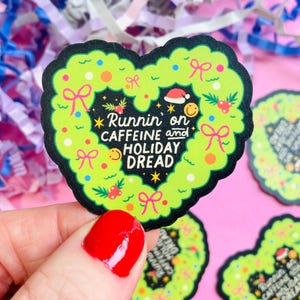 Runnin' on
CAFFEINE and
HOLIDAY
DREAD